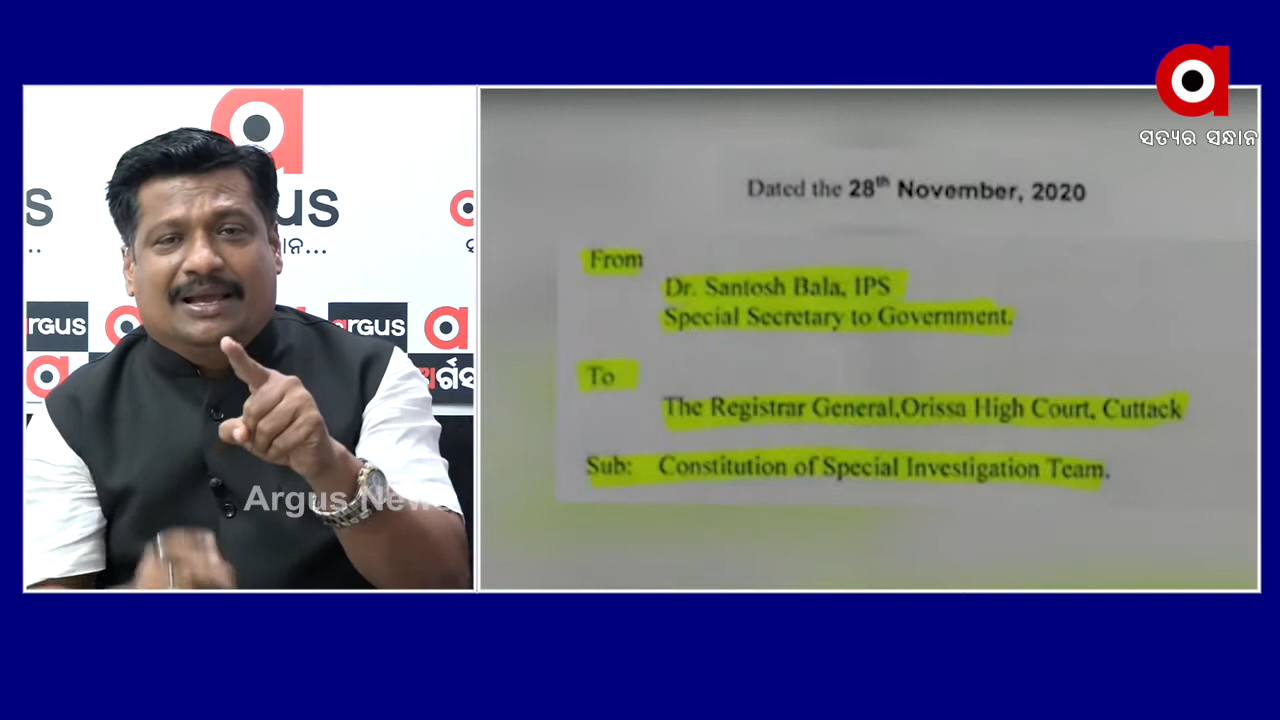 ସତ୍ୟର ସନ୍ଧାନ
Dated the 28th November, 2020
From
Dr. Santosh Bala, IPS
Special Secretary to Government.
To
The Registrar General,Orissa High Court, Cuttack
Sub: Constitution of Special Investigation Team.
Argus News
argus